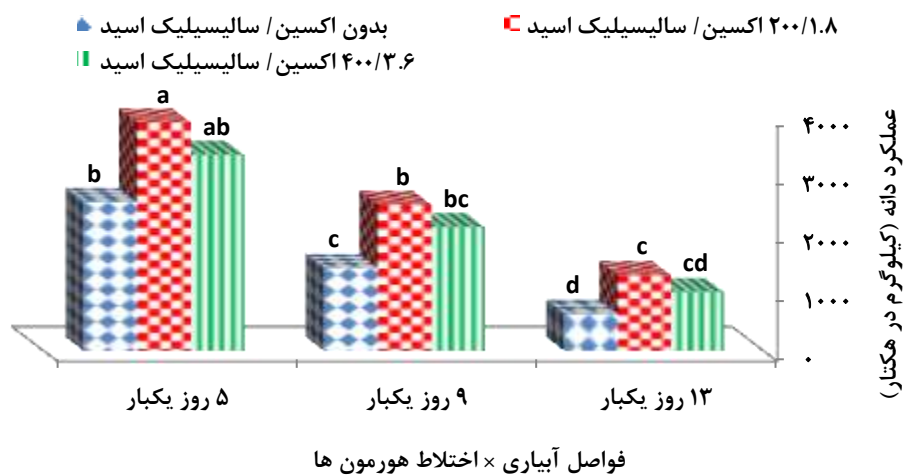 بدون اکسین/ سالیسیلیک اسید
۲۰۰/۱.۸ اکسین/ سالیسیلیک اسید
۴۰۰/۳.۶ اکسین/ سالیسیلیک اسید
عملکرد دانه (کیلوگرم در هکتار)
۴۰۰۰
۳۰۰۰
۲۰۰۰
۱۰۰۰
۰
b a ab
c b bc
d c cd
۵ روز یکبار
۹ روز یکبار
۱۳ روز یکبار
فواصل آبیاری × اختلاط هورمون ها